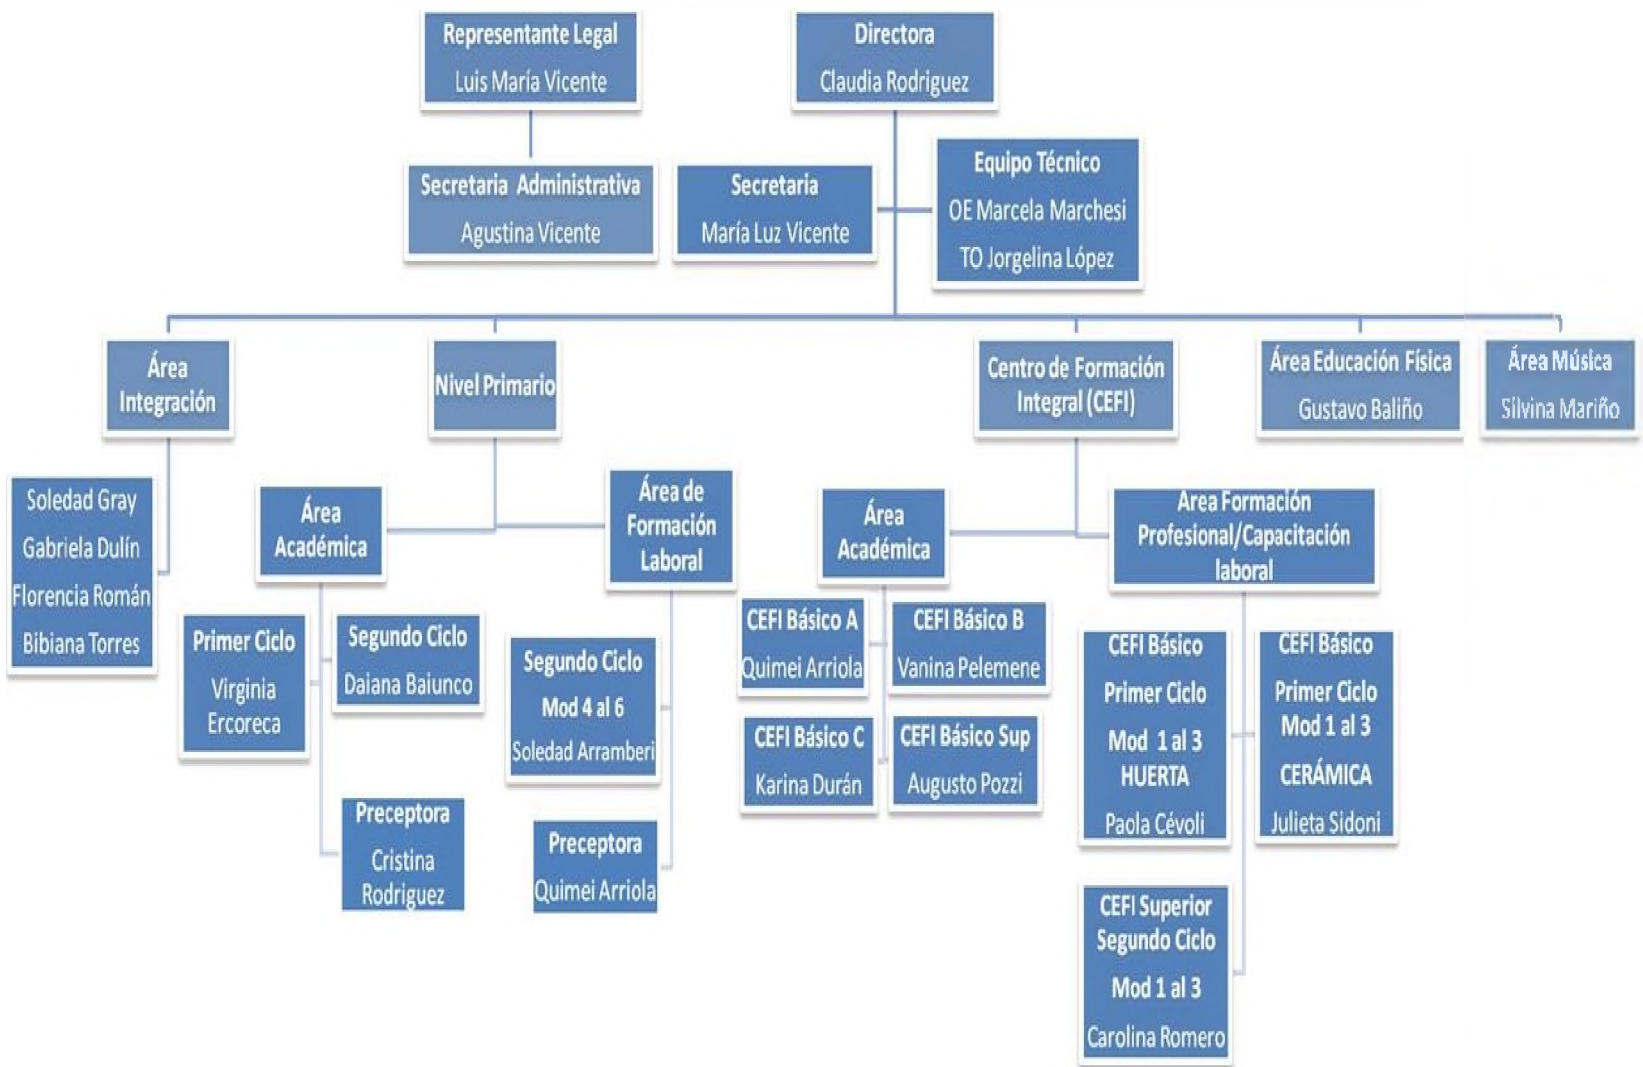 Representante Legal
Luis María Vicente
Directora
Claudia Rodriguez
Secretaria Administrativa
Agustina Vicente
Secretaria
María Luz Vicente
Equipo Técnico
OE Marcela Marchesi
TO Jorgelina López
Área
Integración
Nivel Primario
Centro de Formación
Integral (CEFI)
Área Educación Física
Gustavo Baliño
Área Música
Silvina Mariño
Soledad Gray
Gabriela Dulín
Florencia Román
Bibiana Torres
Área
Académica
Área de
Formación
Laboral
Área
Académica
Area Formación
Profesional/Capacitación
laboral
Primer Ciclo
Virginia
Ercoreca
Segundo Ciclo
Daiana Baiunco
Preceptora
Cristina
Rodriguez
Segundo Ciclo
Mod 4 al 6
Soledad Arramberi
Preceptora
Quimei Arriola
CEFI Básico A
Quimei Arriola
CEFI Básico B
Vanina Pelemene
CEFI Básico C
Karina Durán
CEFI Básico Sup
Augusto Pozzi
CEFI Básico
Primer Ciclo
Mod 1 al 3
HUERTA
Paola Cévoli
CEFI Básico
Primer Ciclo
Mod 1 al 3
CERÁMICA
Julieta Sidoni
CEFI Superior
Segundo Ciclo
Mod 1 al 3
Carolina Romero